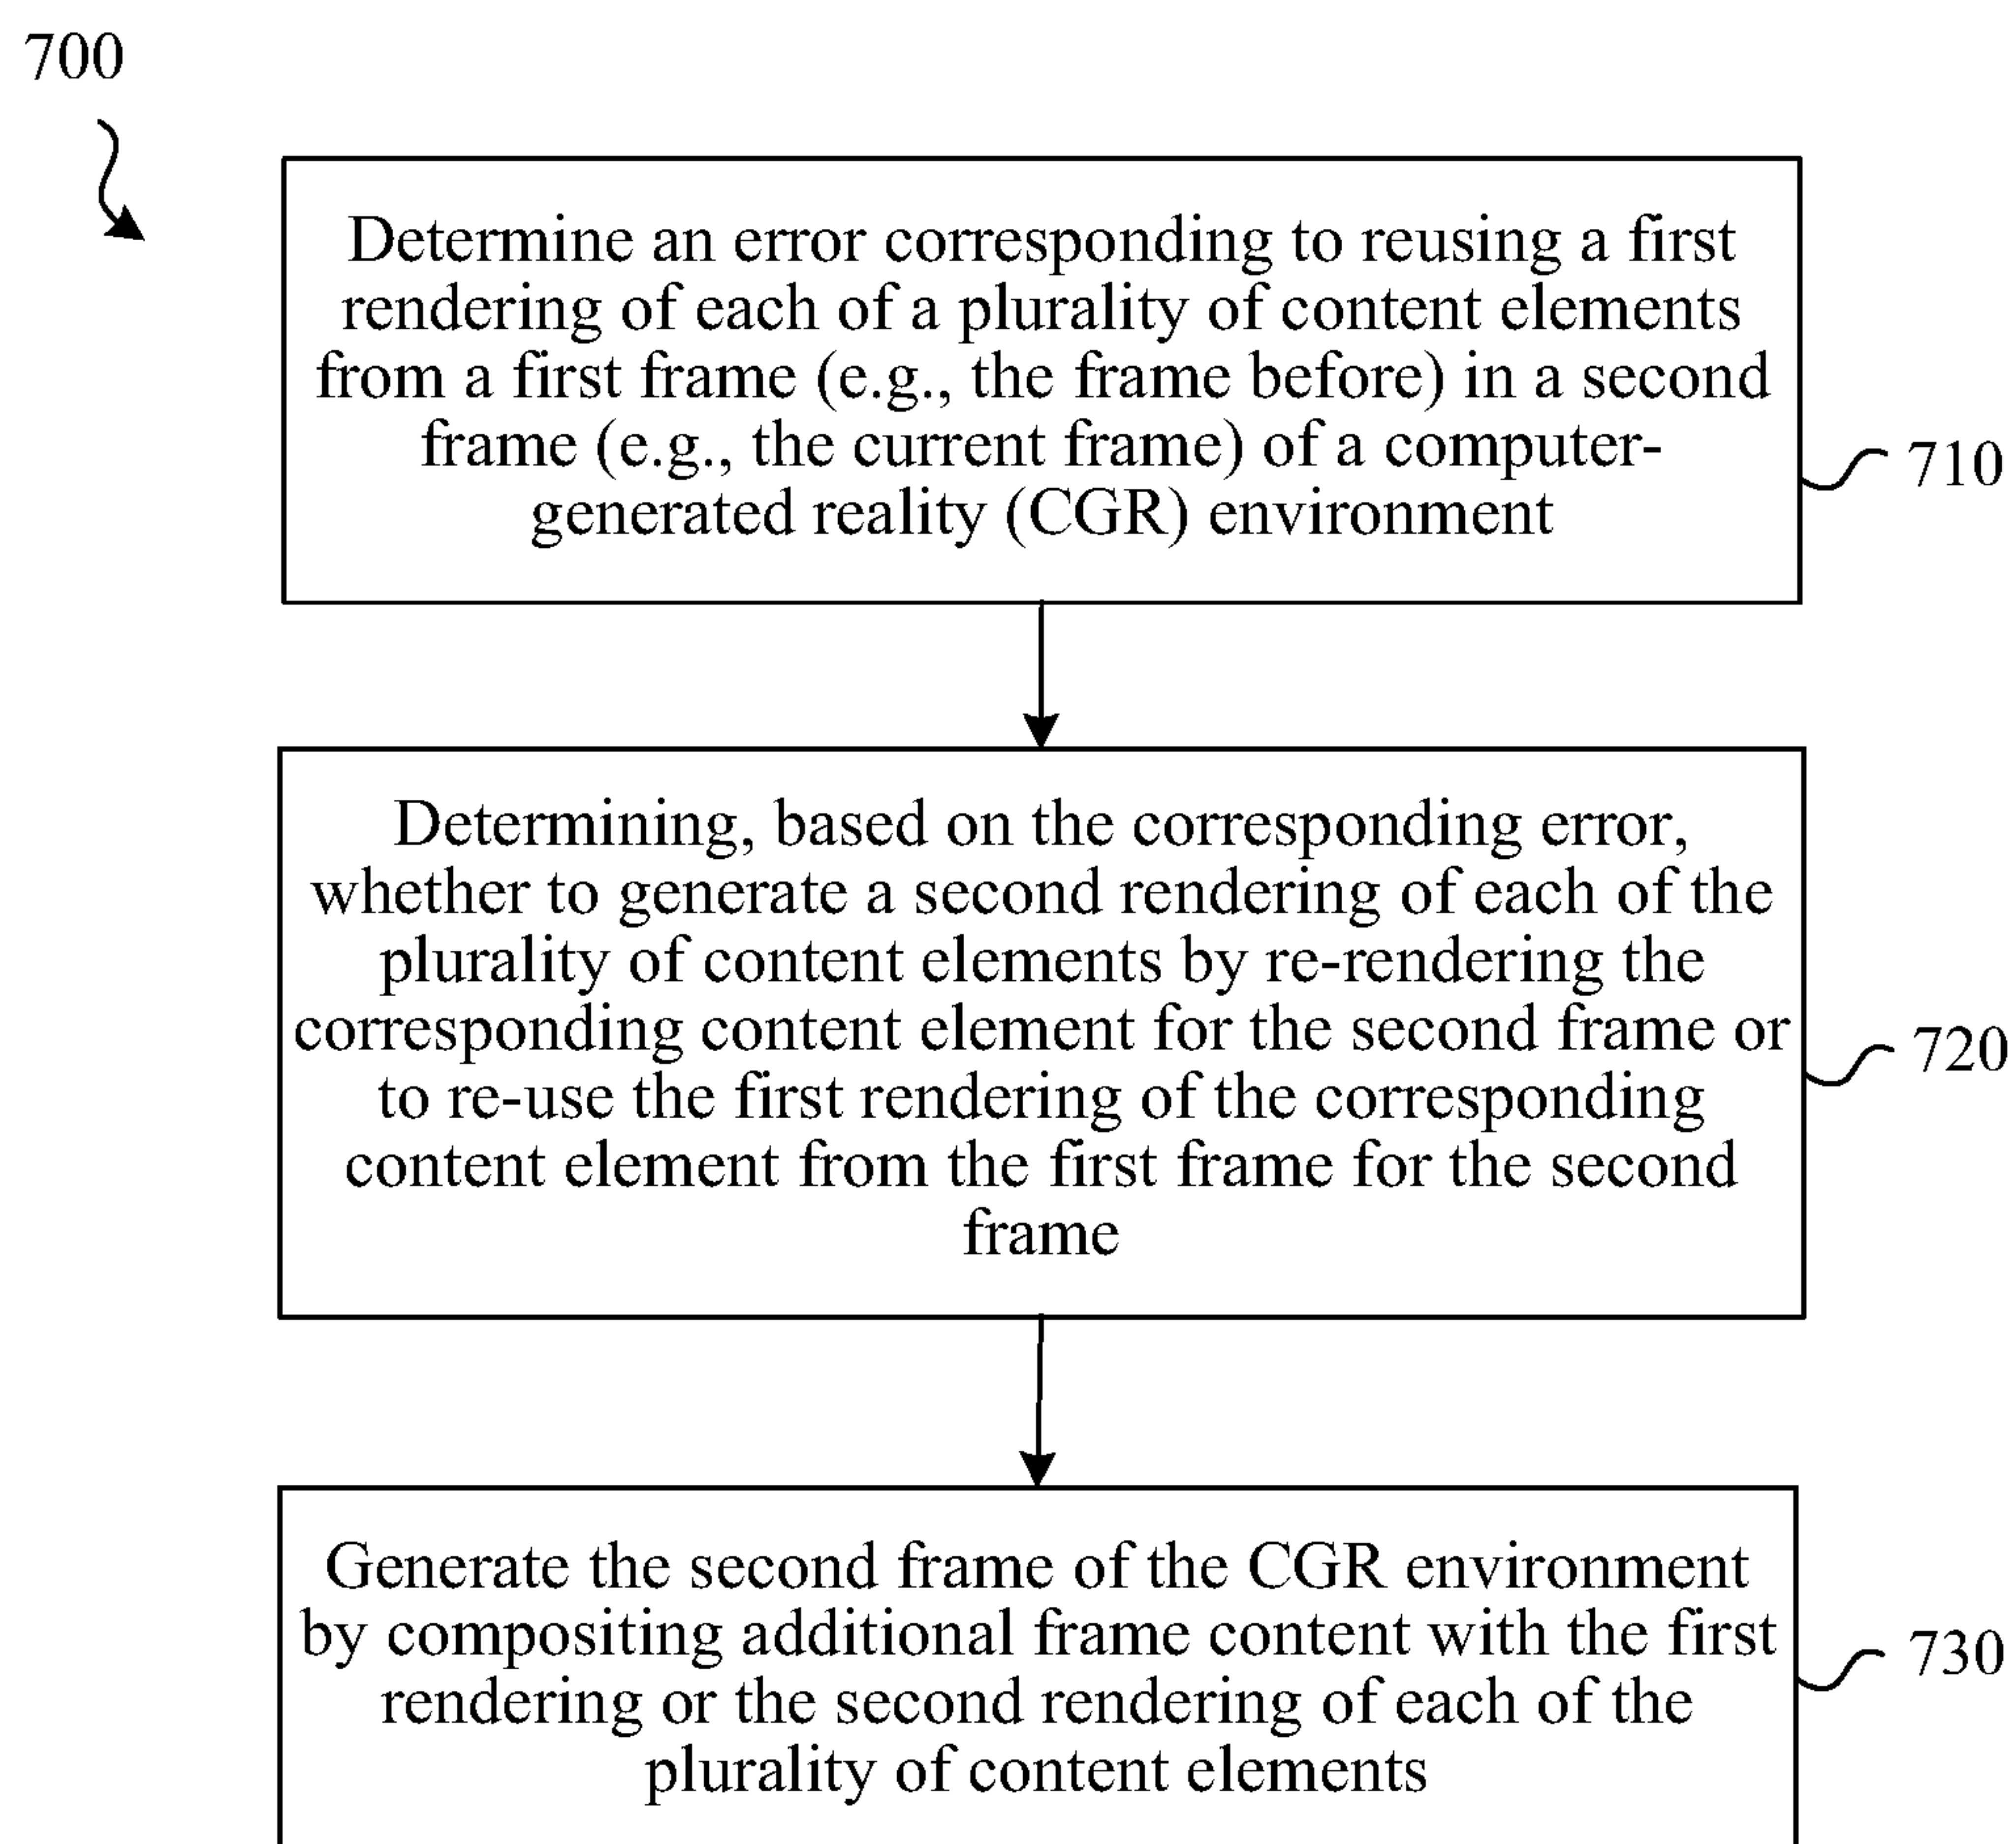 700
Determine an error corresponding to reusing a first
rendering of each of a plurality of content elements
from a first frame (e.g., the frame before) in a second
frame (e.g., the current frame) of a computer-
generated reality (CGR) environment
710
Determining, based on the corresponding error,
whether to generate a second rendering of each of the
plurality of content elements by re-rendering the
corresponding content element for the second frame or
to re-use the first rendering of the corresponding
content element from the first frame for the second
frame
720
Generate the second frame of the CGR environment
by compositing additional frame content with the first
rendering or the second rendering of each of the
plurality of content elements
730